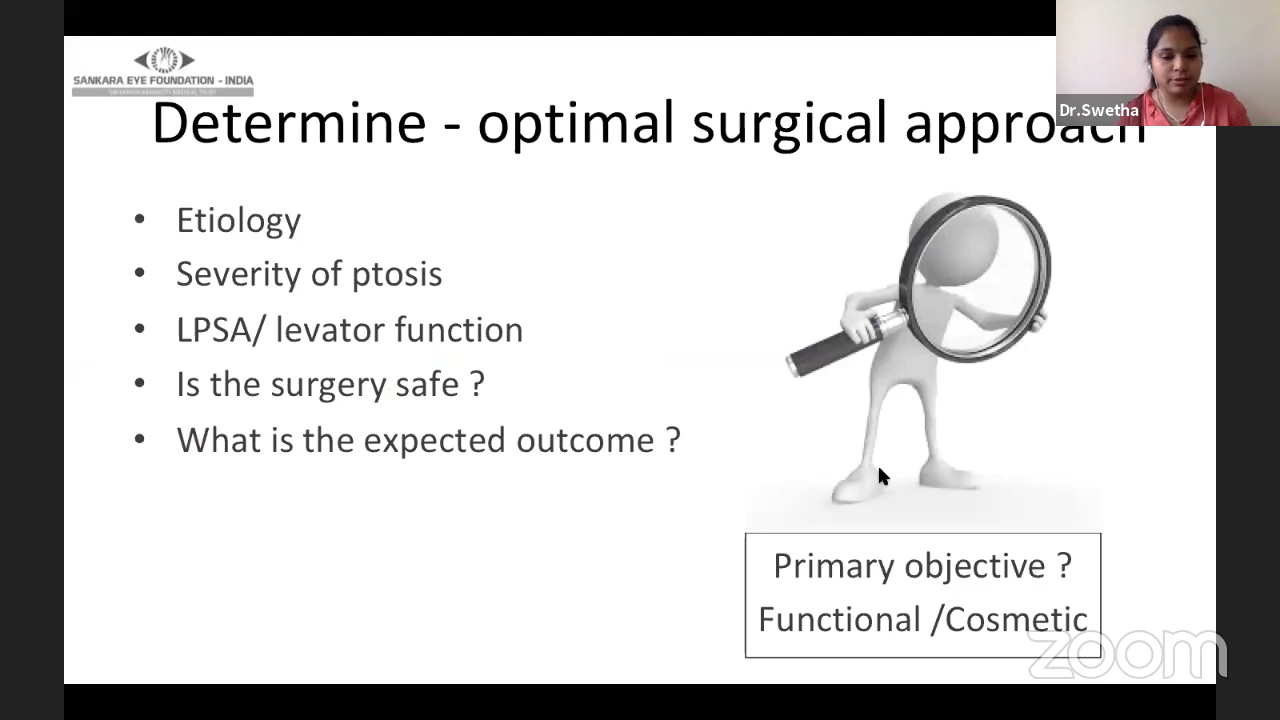 SANKARA EYE FOUNDATION - INDIA
Dr.Swetha
Determine - optimal surgical approach
• Etiology
• Severity of ptosis
• LPSA/ levator function
• Is the surgery safe ?
• What is the expected outcome ?
Primary objective ?
Functional /Cosmetic
zoom